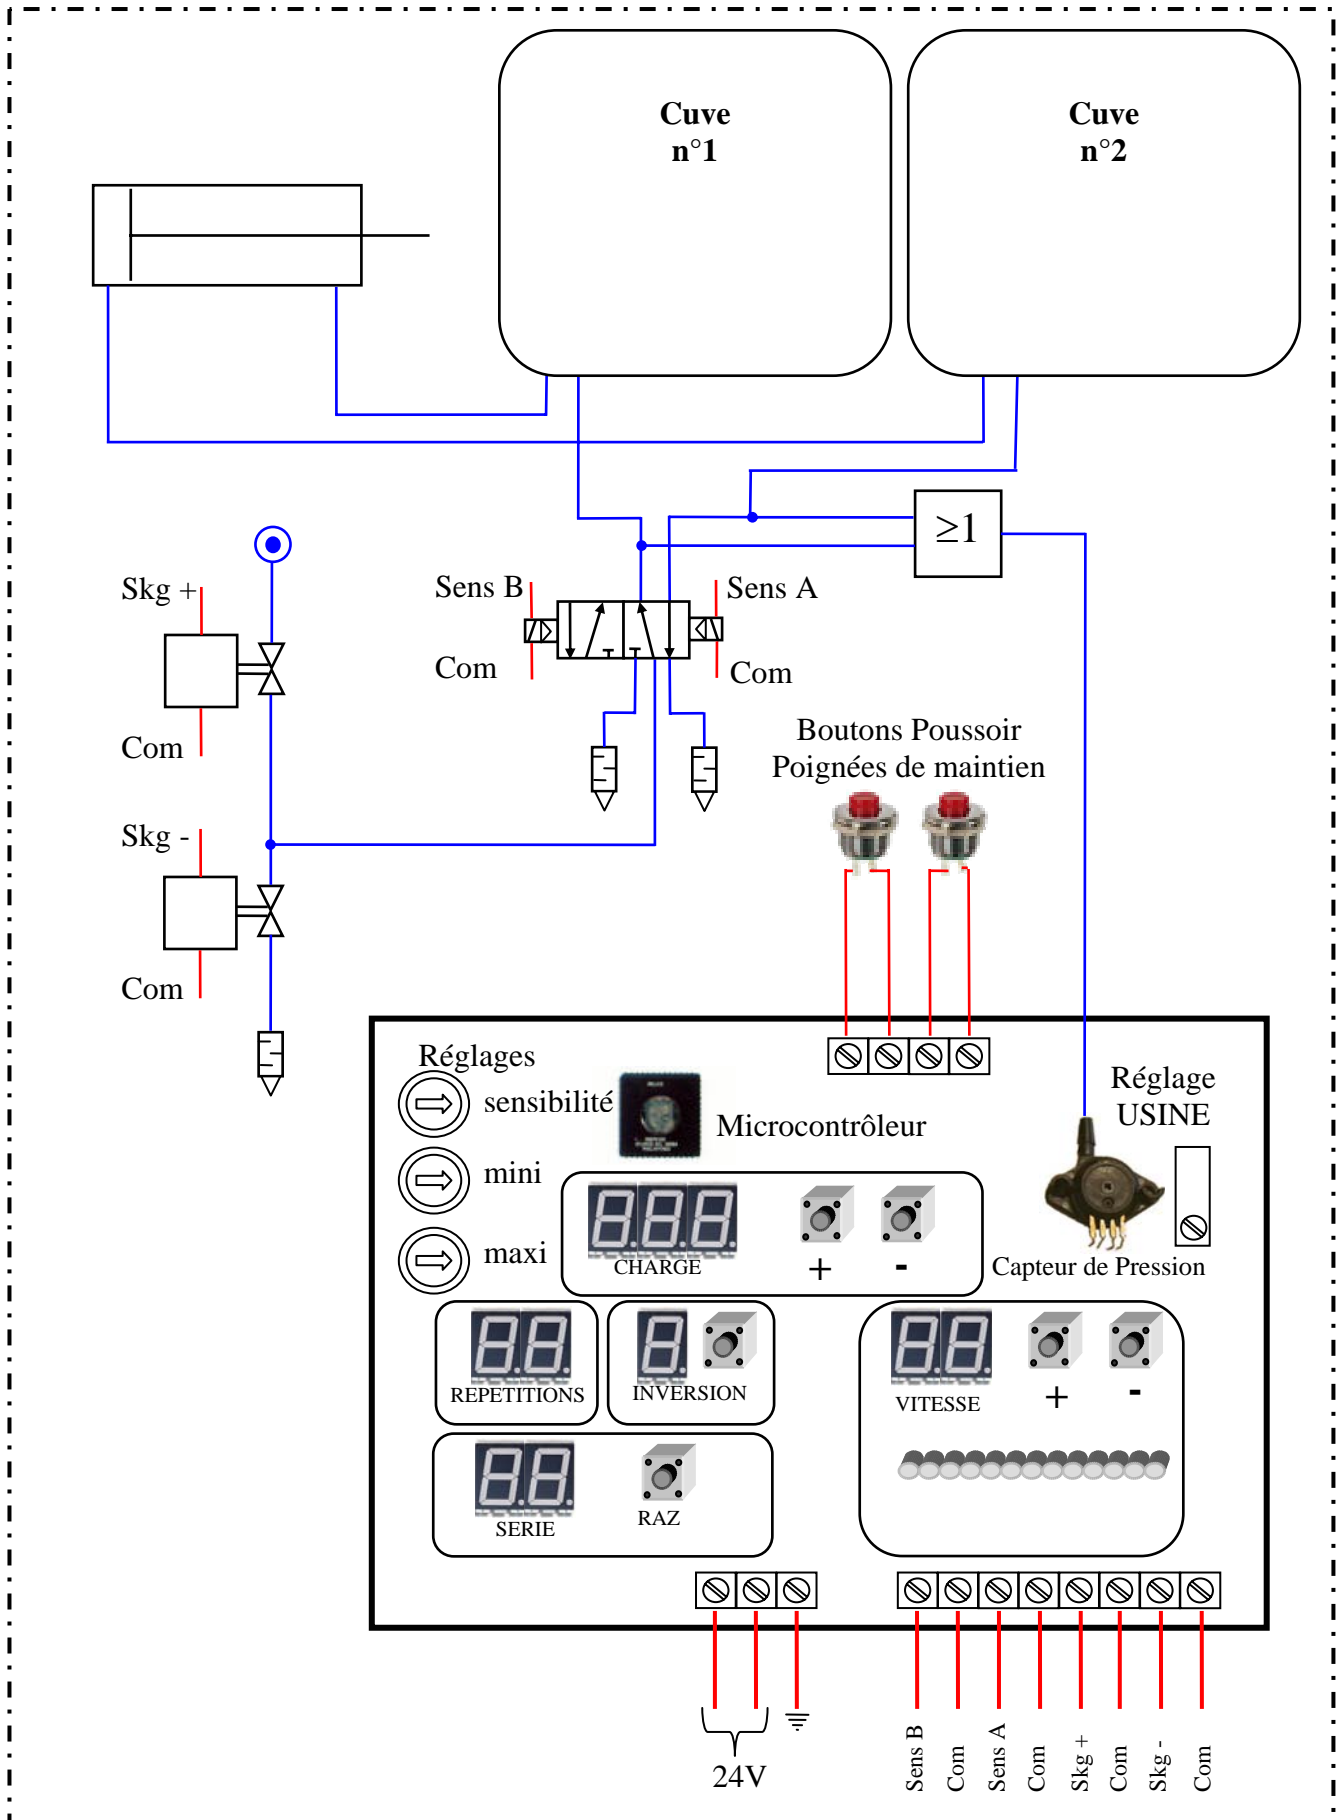 Cuve
n°1
Cuve
n°2
Skg +
Com
Skg -
Com
Sens B
Com
Sens A
Com
≥1
Boutons Poussoir
Poignées de maintien
Réglages
sensibilité
mini
maxi
Microcontrôleur
Réglage
USINE
Capteur de Pression
CHARGE
+
-
REPETITIONS
INVERSION
VITESSE
+
-
SERIE
RAZ
24V
Sens B
Com
Sens A
Com
Skg +
Com
Skg -
Com